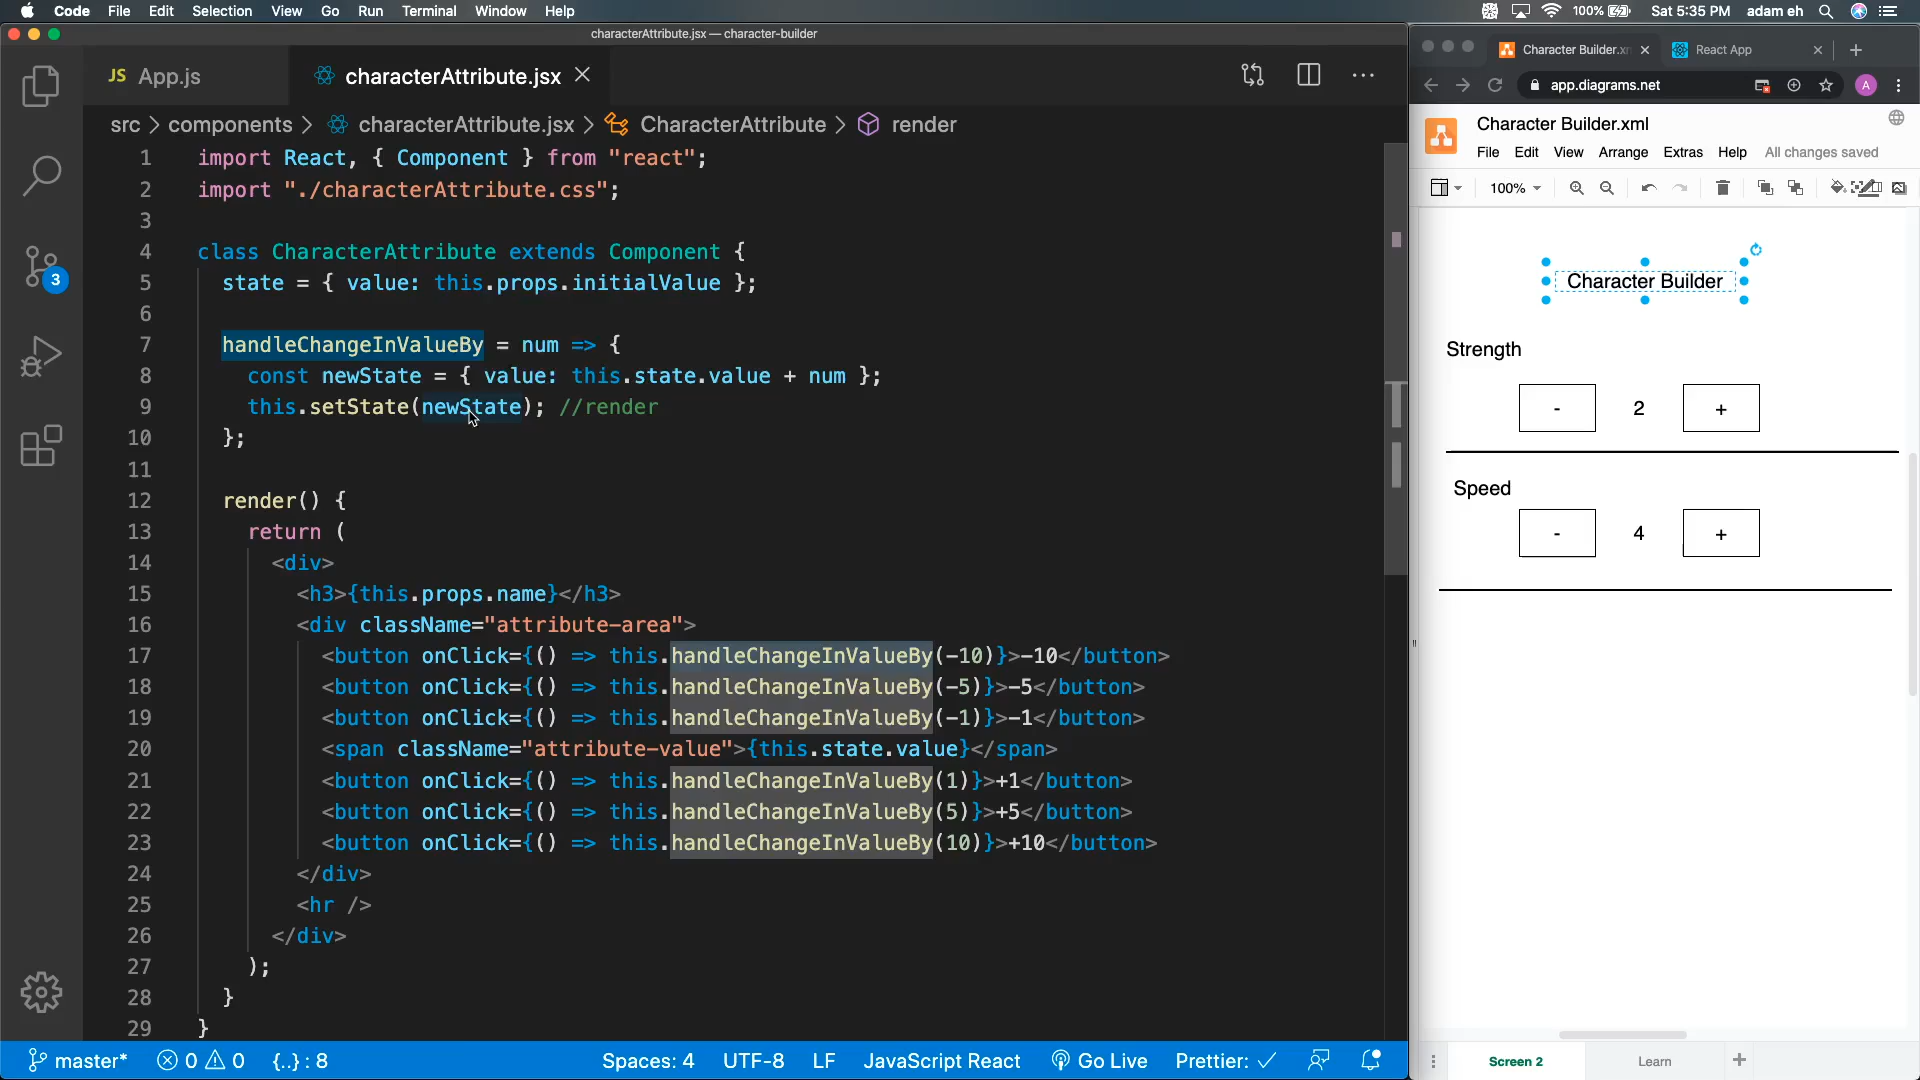 Code File Edit Selection View Go Run Terminal Window Help 100% Sat 5:35 PM adam eh
characterAttribute.jsx — character-builder
JS App.js characterAttribute.jsx
src > components > characterAttribute.jsx > CharacterAttribute > render
1 import React, { Component } from "react";
2 import "./characterAttribute.css";
3
4 class CharacterAttribute extends Component {
5 state = { value: this.props.initialValue };
6
7 handleChangeInValueBy = num => {
8 const newState = { value: this.state.value + num };
9 this.setState(newState); //render
10 };
11
12 render() {
13 return (
14 <div>
15 <h3>{this.props.name}</h3>
16 <div className="attribute-area">
17 <button onClick={() => this.handleChangeInValueBy(-10)}>-10</button>
18 <button onClick={() => this.handleChangeInValueBy(-5)}>-5</button>
19 <button onClick={() => this.handleChangeInValueBy(-1)}>-1</button>
20 <span className="attribute-value">{this.state.value}</span>
21 <button onClick={() => this.handleChangeInValueBy(1)}>+1</button>
22 <button onClick={() => this.handleChangeInValueBy(5)}>+5</button>
23 <button onClick={() => this.handleChangeInValueBy(10)}>+10</button>
24 </div>
25 <hr />
26 </div>
27 );
28 }
29 }
3
master* 0 0 {..} : 8 Spaces: 4 UTF-8 LF JavaScript React Go Live Prettier: ✓
Character Builder.xm React App
app.diagrams.net A
Character Builder.xml
File Edit View Arrange Extras Help All changes saved
100%
Character Builder
Strength
- 2 +
Speed
- 4 +
Screen 2 Learn